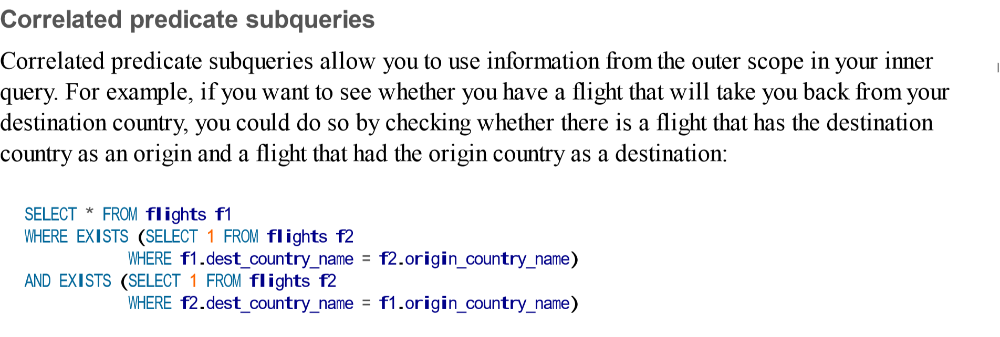 Correlated predicate subqueries
Correlated predicate subqueries allow you to use information from the outer scope in your inner
query. For example, if you want to see whether you have a flight that will take you back from your
destination country, you could do so by checking whether there is a flight that has the destination
country as an origin and a flight that had the origin country as a destination:
SELECT * FROM flights f1
WHERE EXISTS (SELECT 1 FROM flights f2
            WHERE f1.dest_country_name = f2.origin_country_name)
AND EXISTS (SELECT 1 FROM flights f2
            WHERE f2.dest_country_name = f1.origin_country_name)